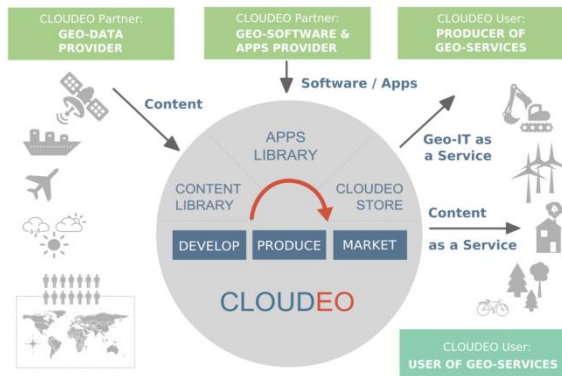 CLOUDEO Partner:
GEO-DATA
PROVIDER
CLOUDEO Partner:
GEO-SOFTWARE &
APPS PROVIDER
CLOUDEO User:
PRODUCER OF
GEO-SERVICES
Content
Software / Apps
APPS
LIBRARY
Geo-IT as
a Service
CONTENT
LIBRARY
CLOUDEO
STORE
Content
as a Service
DEVELOP
PRODUCE
MARKET
CLOUDEO
CLOUDEO User:
USER OF GEO-SERVICES